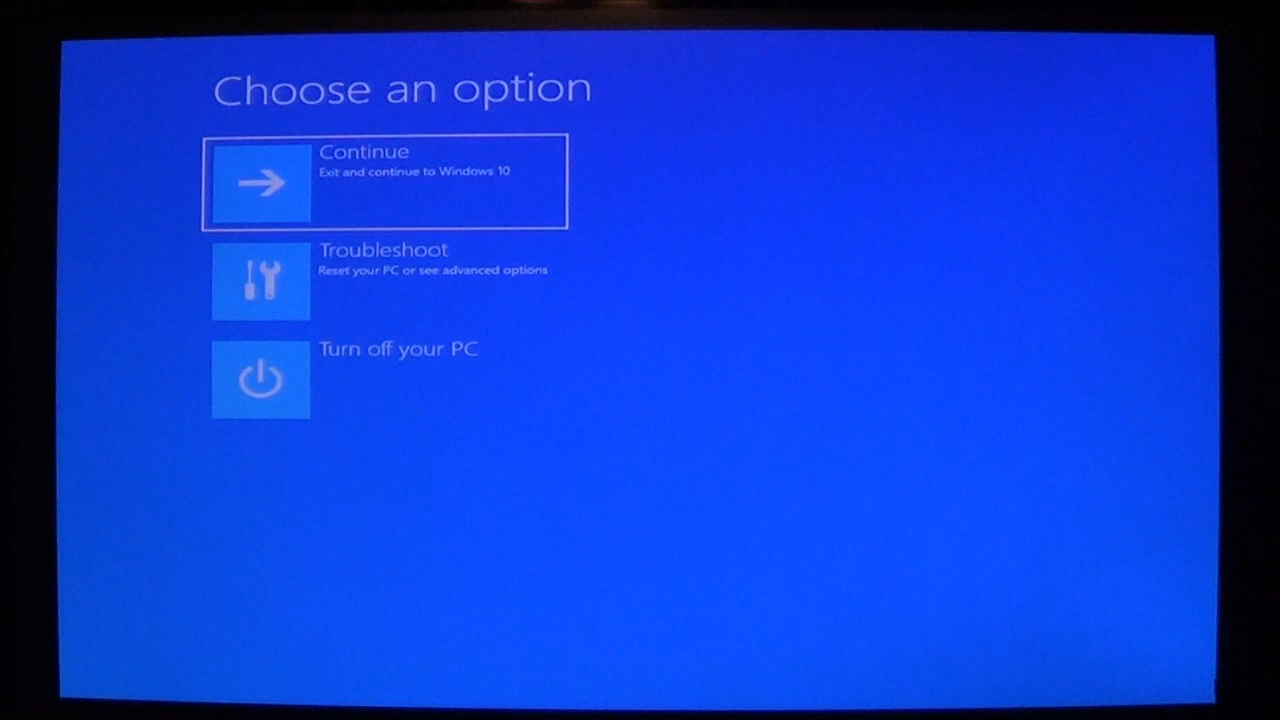 Choose an option
Continue
Exit and continue to Windows 10
Troubleshoot
Reset your PC or see advanced options
Turn off your PC